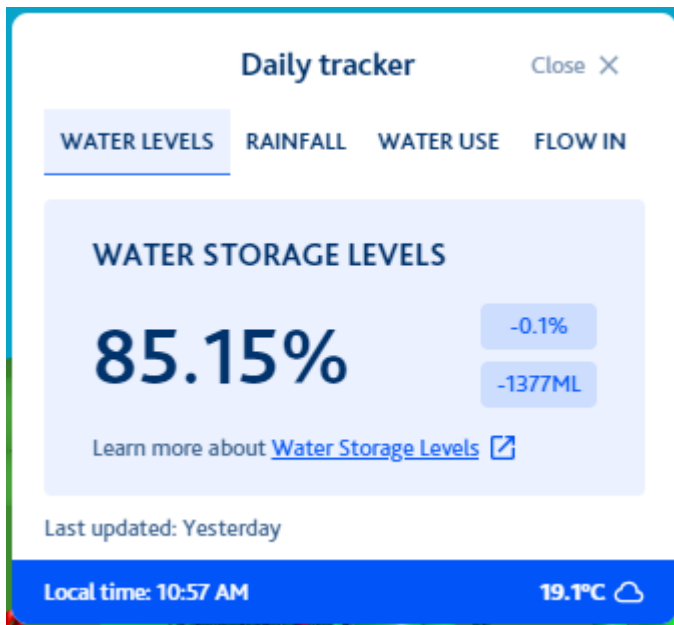 Daily tracker
Close
WATER LEVELS RAINFALL WATER USE FLOW IN
WATER STORAGE LEVELS
85.15%
-0.1%
-1377ML
Learn more about Water Storage Levels
Last updated: Yesterday
Local time: 10:57 AM
19.1ºC